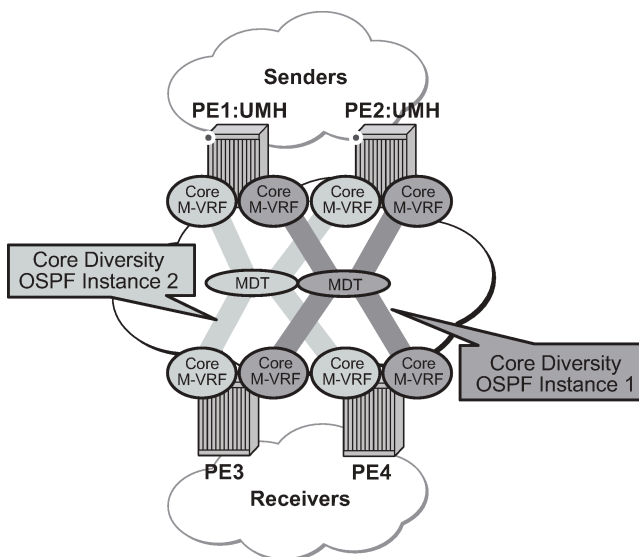 Senders
PE1:UMH
PE2:UMH
Core
M-VRF
Core
M-VRF
Core
M-VRF
Core
M-VRF
Core Diversity
OSPF Instance 2
MDT
MDT
Core Diversity
OSPF Instance 1
Core
M-VRF
Core
M-VRF
Core
M-VRF
Core
M-VRF
PE3
PE4
Receivers